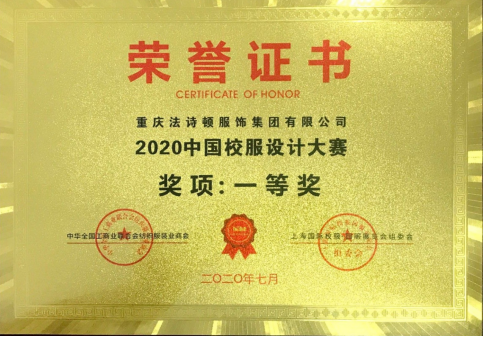 荣誉证书
CERTIFICATE OF HONOR
重庆法诗顿服饰集团有限公司
2020中国校服设计大赛
奖项:一等奖
中华全国工商业联合会纺织服装业商会
上海国际校服·园服展览会组委会
二〇二〇年七月